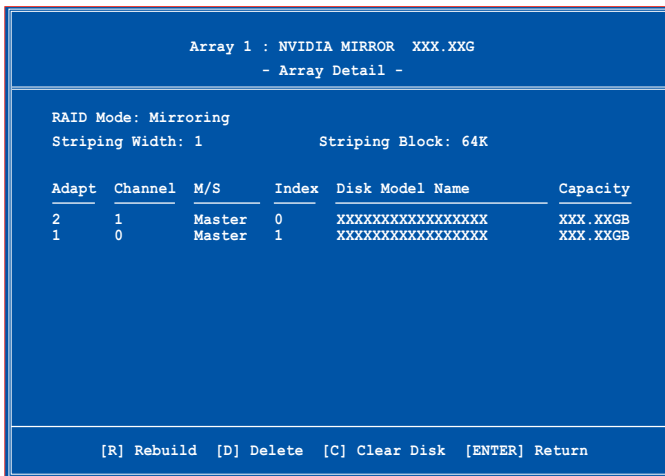 Array 1 : NVIDIA MIRROR XXX.XXG
- Array Detail -
RAID Mode: Mirroring
Striping Width: 1 Striping Block: 64K
Adapt Channel M/S Index Disk Model Name Capacity
2 1 Master 0 XXXXXXXXXXXXXXXXX XXX.XXGB
1 0 Master 1 XXXXXXXXXXXXXXXXX XXX.XXGB
[R] Rebuild [D] Delete [C] Clear Disk [ENTER] Return